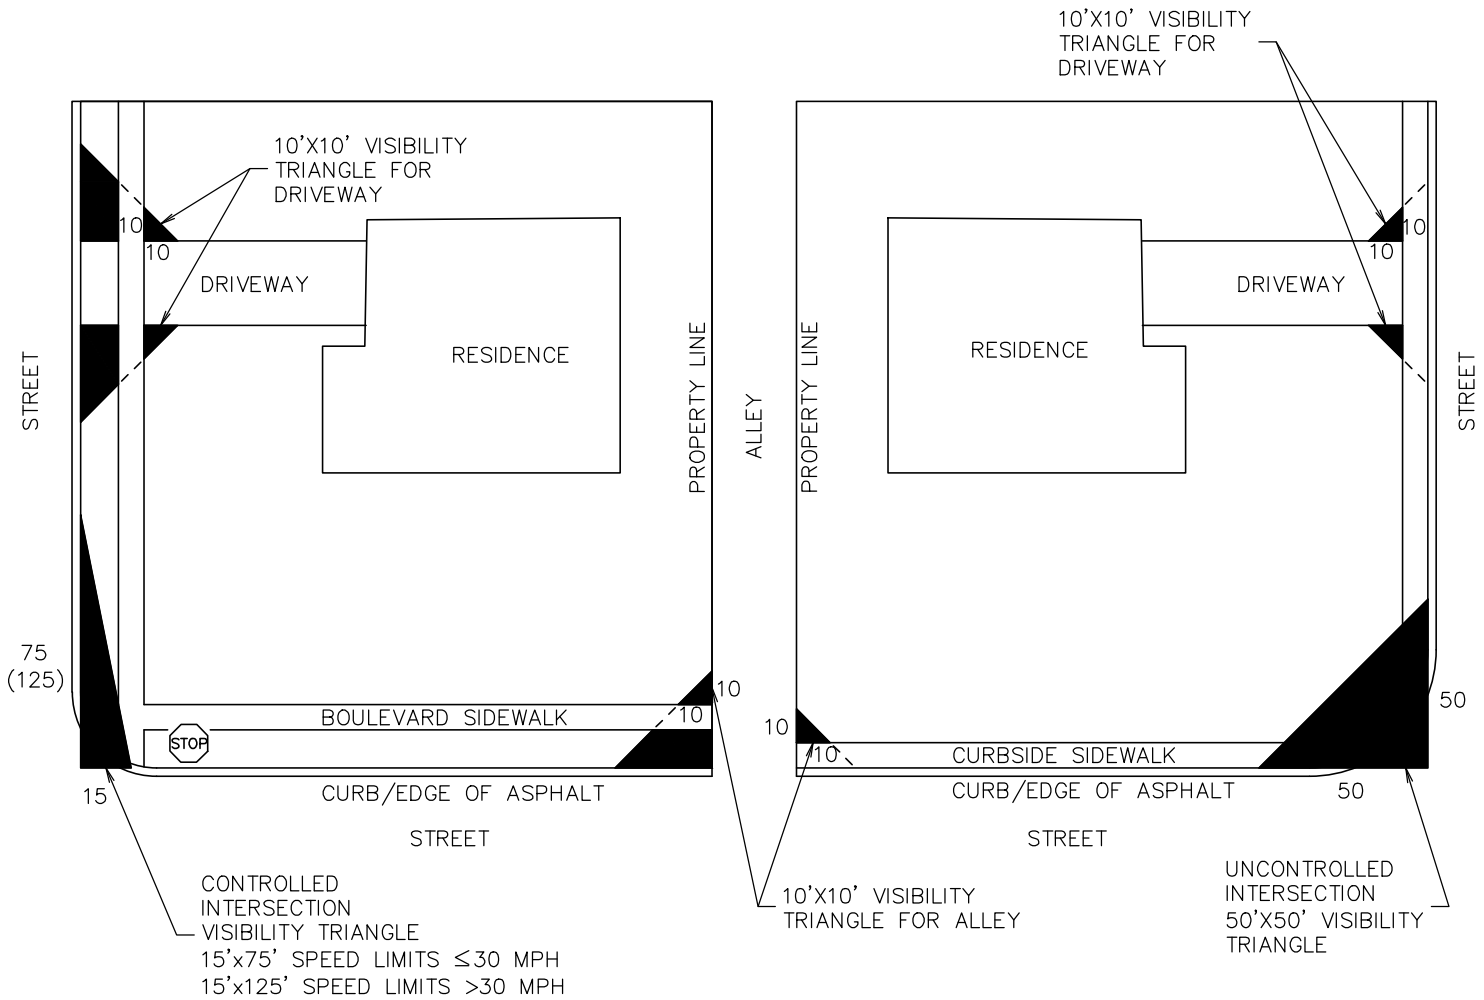 10'X10' VISIBILITY
TRIANGLE FOR
DRIVEWAY
10'X10' VISIBILITY
TRIANGLE FOR
DRIVEWAY
10
10
10
10
DRIVEWAY
DRIVEWAY
RESIDENCE
RESIDENCE
STREET
PROPERTY LINE
ALLEY
PROPERTY LINE
STREET
75
(125)
10
10
BOULEVARD SIDEWALK
STOP
10
10
CURBSIDE SIDEWALK
50
15
CURB/EDGE OF ASPHALT
CURB/EDGE OF ASPHALT
50
STREET
STREET
CONTROLLED
INTERSECTION
VISIBILITY TRIANGLE
15'x75' SPEED LIMITS ≤30 MPH
15'x125' SPEED LIMITS >30 MPH
10'X10' VISIBILITY
TRIANGLE FOR ALLEY
UNCONTROLLED
INTERSECTION
50'X50' VISIBILITY
TRIANGLE